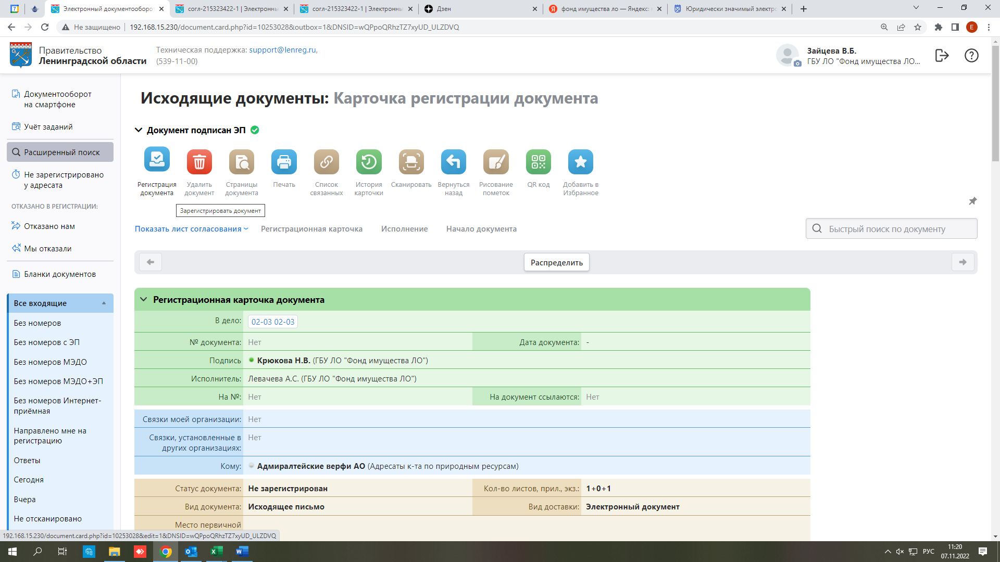 7
Электронный документооборот
согл-215323422-1 | Электронны
согл-215323422-1 | Электронны
Дзен
фонд имущества ло — Яндекс:
Юридически значимый электро
Не защищено
192.168.15.230/document.card.php?id=10253028&outbox=1&DNSID=wQPpoQRhzTZ7xyUD_ULZDVQ
E
Правительство
Ленинградской области
Техническая поддержка: support@lenreg.ru,
(539-11-00)
Зайцева В.Б.
ГБУ ЛО "Фонд имущества ЛО...
Документооборот
на смартфоне
Учёт заданий
Расширенный поиск
Не зарегистрировано
у адресата
ОТКАЗАНО В РЕГИСТРАЦИИ:
Отказано нам
Мы отказали
Бланки документов
Все входящие
Без номеров
Без номеров с ЭП
Без номеров МЭДО
Без номеров МЭДО+ЭП
Без номеров Интернет-
приёмная
Направлено мне на
регистрацию
Ответы
Сегодня
Вчера
Не отсканировано
Исходящие документы: Карточка регистрации документа
Документ подписан ЭП
Регистрация
документа
Удалить
документ
Страницы
документа
Печать
Список
связанных
История
карточки
Сканировать
Вернуться
назад
Рисование
пометок
QR код
Добавить в
Избранное
Зарегистрировать документ
Показать лист согласования
Регистрационная карточка
Исполнение
Начало документа
Быстрый поиск по документу
Распределить
Регистрационная карточка документа
В дело: 02-03 02-03
№ документа: Нет
Дата документа: -
Подпись Крюкова Н.В. (ГБУ ЛО "Фонд имущества ЛО")
Исполнитель: Левачева А.С. (ГБУ ЛО "Фонд имущества ЛО")
На №: Нет
На документ ссылаются: Нет
Связки моей организации: Нет
Связки, установленные в
других организациях: Нет
Кому: Адмиралтейские верфи АО (Адресаты к-та по природным ресурсам)
Статус документа: Не зарегистрирован
Кол-во листов, прил., экз.: 1+0+1
Вид документа: Исходящее письмо
Вид доставки: Электронный документ
Место первичной
192.168.15.230/document.card.php?id=10253028&edit=1&DNSID=wQPpoQRhzTZ7xyUD_ULZDVQ
РУС
11:20
07.11.2022